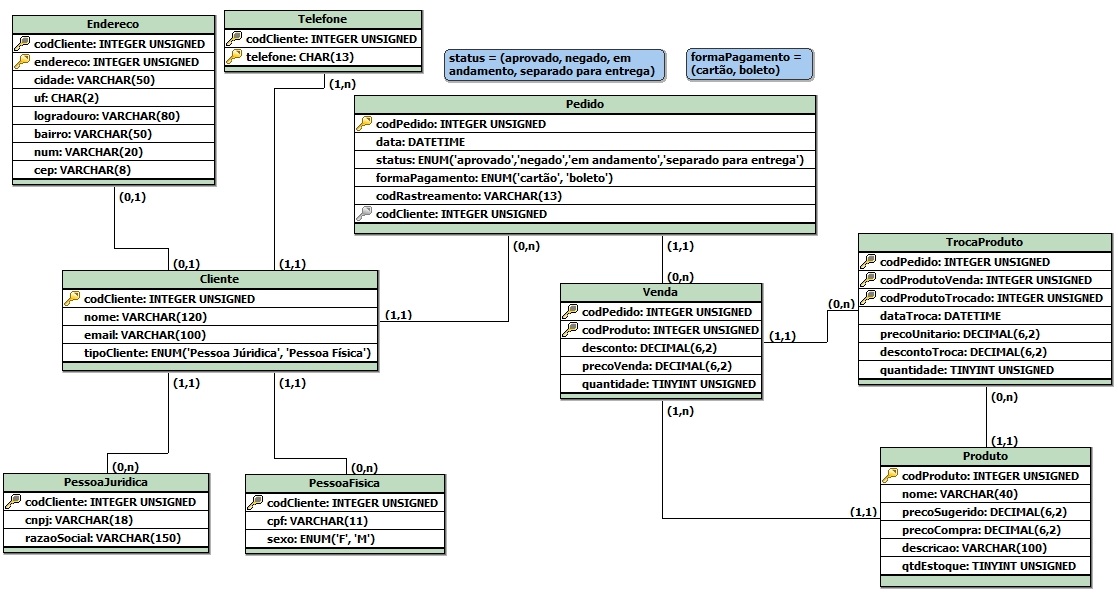 Endereco
codCliente: INTEGER UNSIGNED
endereco: INTEGER UNSIGNED
cidade: VARCHAR(50)
uf: CHAR(2)
logradouro: VARCHAR(80)
bairro: VARCHAR(50)
num: VARCHAR(20)
cep: VARCHAR(8)
(0,1)
(0,1)
Telefone
codCliente: INTEGER UNSIGNED
telefone: CHAR(13)
(1,n)
(1,1)
status = (aprovado, negado, em
andamento, separado para entrega)
formaPagamento =
(cartão, boleto)
Pedido
codPedido: INTEGER UNSIGNED
data: DATETIME
status: ENUM('aprovado','negado','em andamento','separado para entrega')
formaPagamento: ENUM('cartão', 'boleto')
codRastreamento: VARCHAR(13)
codCliente: INTEGER UNSIGNED
(0,n)
(1,1)
(1,1)
(0,n)
Cliente
codCliente: INTEGER UNSIGNED
nome: VARCHAR(120)
email: VARCHAR(100)
tipoCliente: ENUM('Pessoa Júridica', 'Pessoa Física')
(1,1)
(1,1)
(0,n)
(0,n)
Venda
codPedido: INTEGER UNSIGNED
codProduto: INTEGER UNSIGNED
desconto: DECIMAL(6,2)
precoVenda: DECIMAL(6,2)
quantidade: TINYINT UNSIGNED
(1,1)
(0,n)
(1,n)
(1,1)
TrocaProduto
codPedido: INTEGER UNSIGNED
codProdutoVenda: INTEGER UNSIGNED
codProdutoTrocado: INTEGER UNSIGNED
dataTroca: DATETIME
precoUnitario: DECIMAL(6,2)
descontoTroca: DECIMAL(6,2)
quantidade: TINYINT UNSIGNED
(0,n)
(1,1)
PessoaJuridica
codCliente: INTEGER UNSIGNED
cnpj: VARCHAR(18)
razaoSocial: VARCHAR(150)
PessoaFisica
codCliente: INTEGER UNSIGNED
cpf: VARCHAR(11)
sexo: ENUM('F', 'M')
Produto
codProduto: INTEGER UNSIGNED
nome: VARCHAR(40)
precoSugerido: DECIMAL(6,2)
precoCompra: DECIMAL(6,2)
descricao: VARCHAR(100)
qtdEstoque: TINYINT UNSIGNED